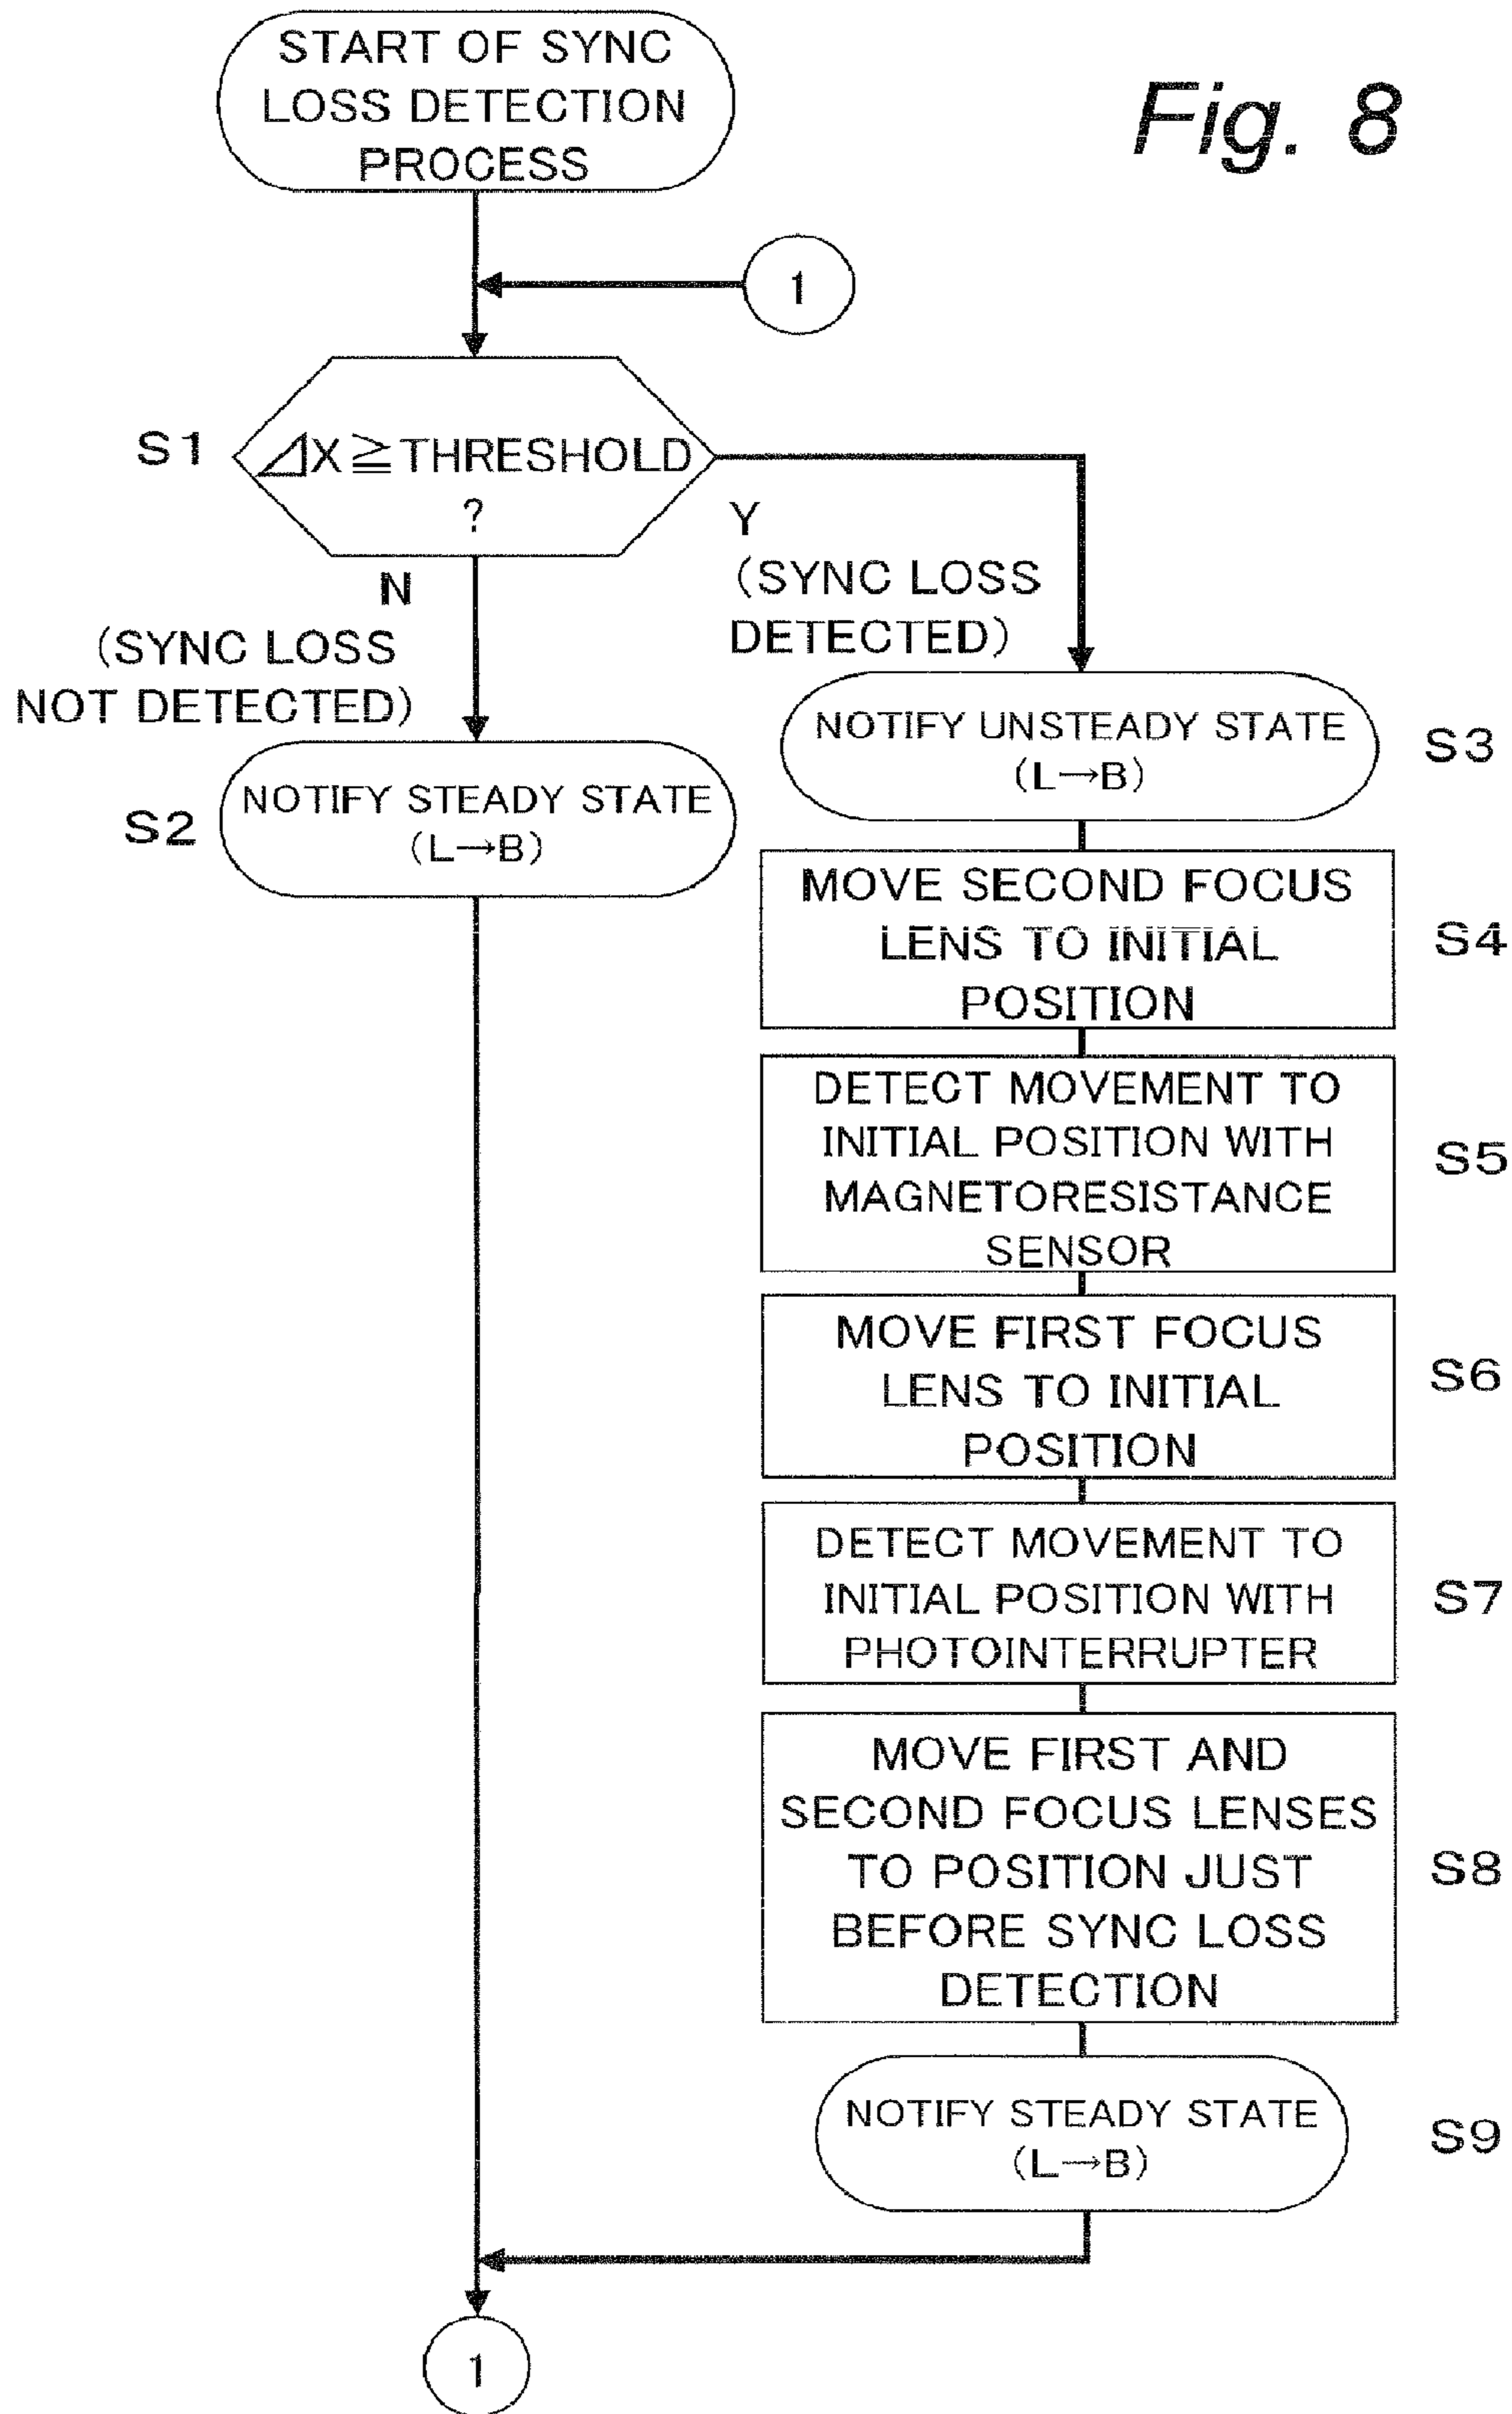 START OF SYNC
LOSS DETECTION
PROCESS
Fig. 8
1
S1
⊿X≧THRESHOLD
?
Y
(SYNC LOSS
DETECTED)
N
(SYNC LOSS
NOT DETECTED)
S2
NOTIFY STEADY STATE
(L→B)
NOTIFY UNSTEADY STATE
(L→B)
S3
MOVE SECOND FOCUS
LENS TO INITIAL
POSITION
S4
DETECT MOVEMENT TO
INITIAL POSITION WITH
MAGNETORESISTANCE
SENSOR
S5
MOVE FIRST FOCUS
LENS TO INITIAL
POSITION
S6
DETECT MOVEMENT TO
INITIAL POSITION WITH
PHOTOINTERRUPTER
S7
MOVE FIRST AND
SECOND FOCUS LENSES
TO POSITION JUST
BEFORE SYNC LOSS
DETECTION
S8
NOTIFY STEADY STATE
(L→B)
S9
1